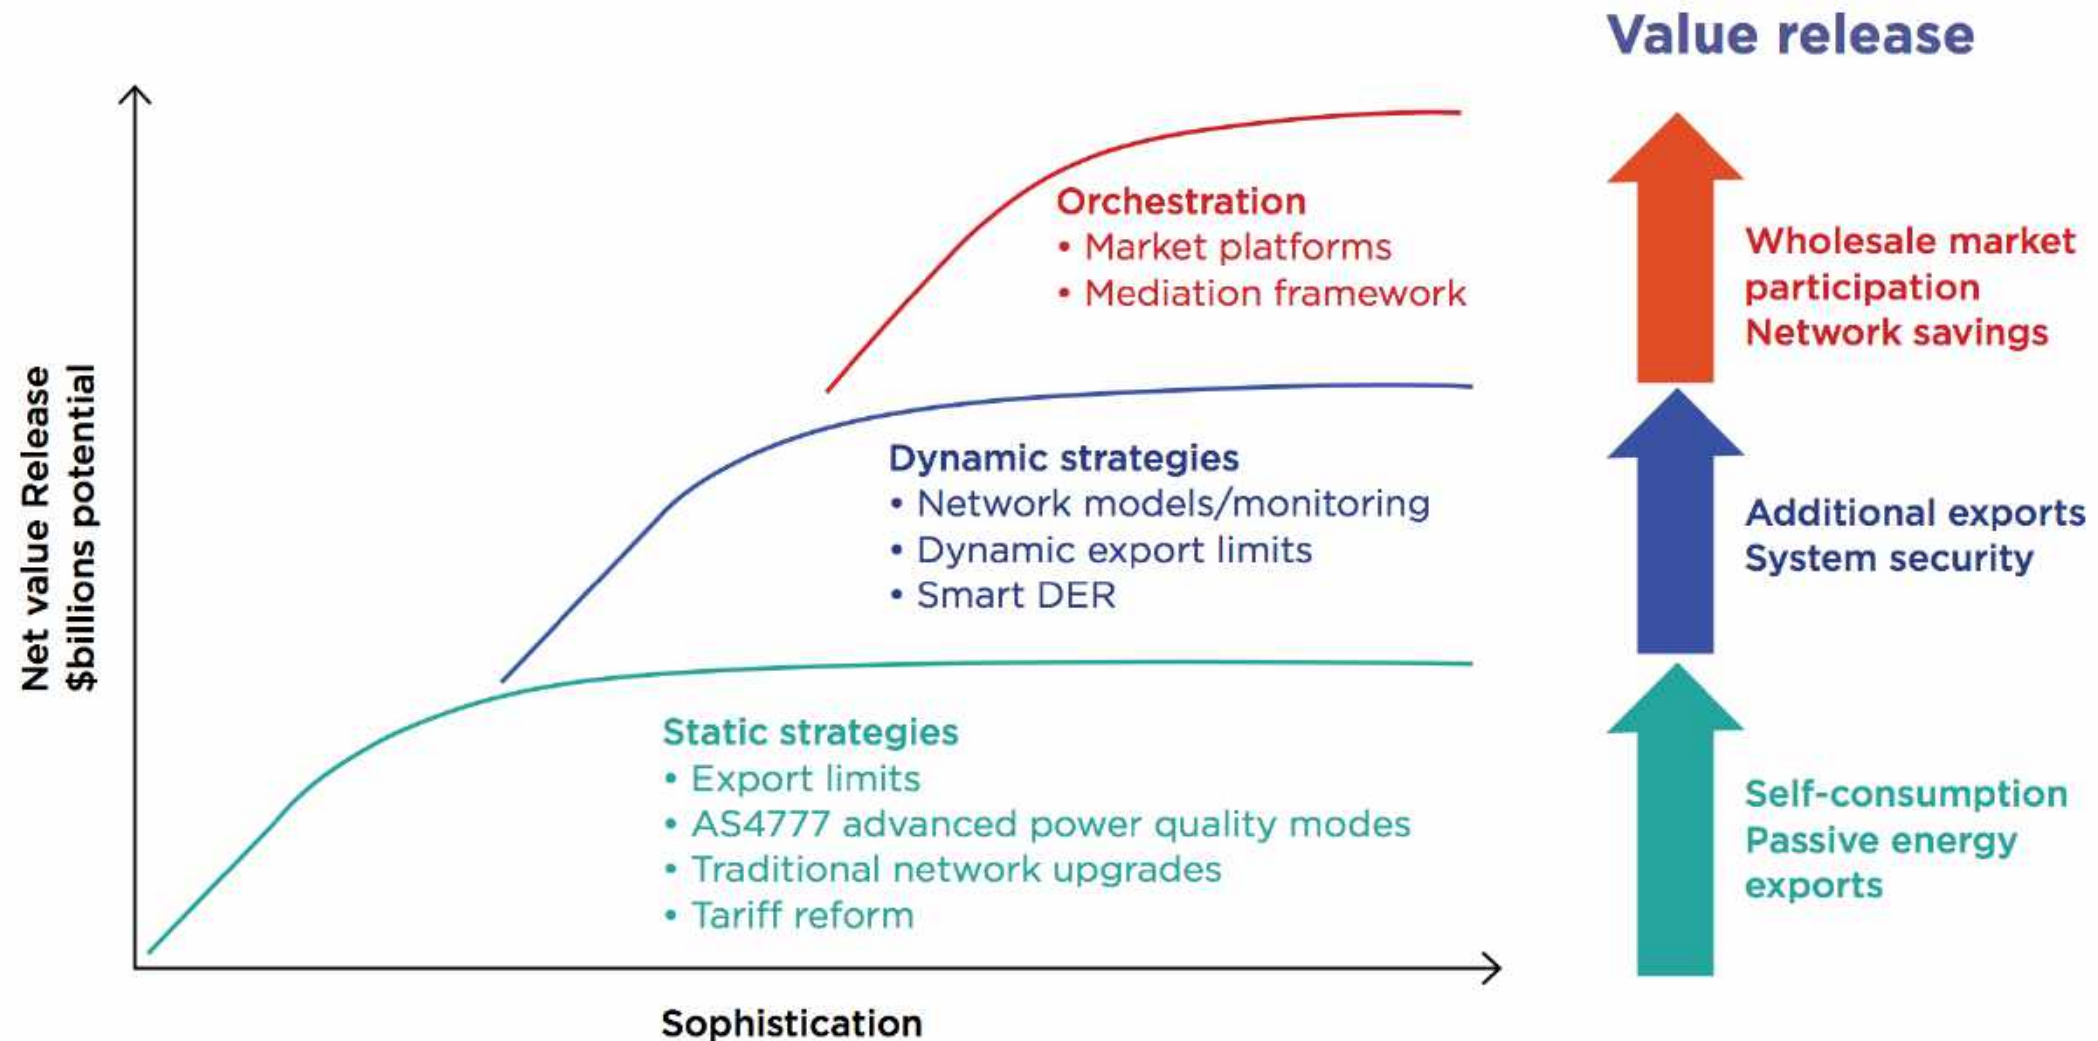 Value release
Net value Release
$billions potential
Orchestration
• Market platforms
• Mediation framework
Dynamic strategies
• Network models/monitoring
• Dynamic export limits
• Smart DER
Static strategies
• Export limits
• AS4777 advanced power quality modes
• Traditional network upgrades
• Tariff reform
Sophistication
Wholesale market
participation
Network savings
Additional exports
System security
Self-consumption
Passive energy
exports